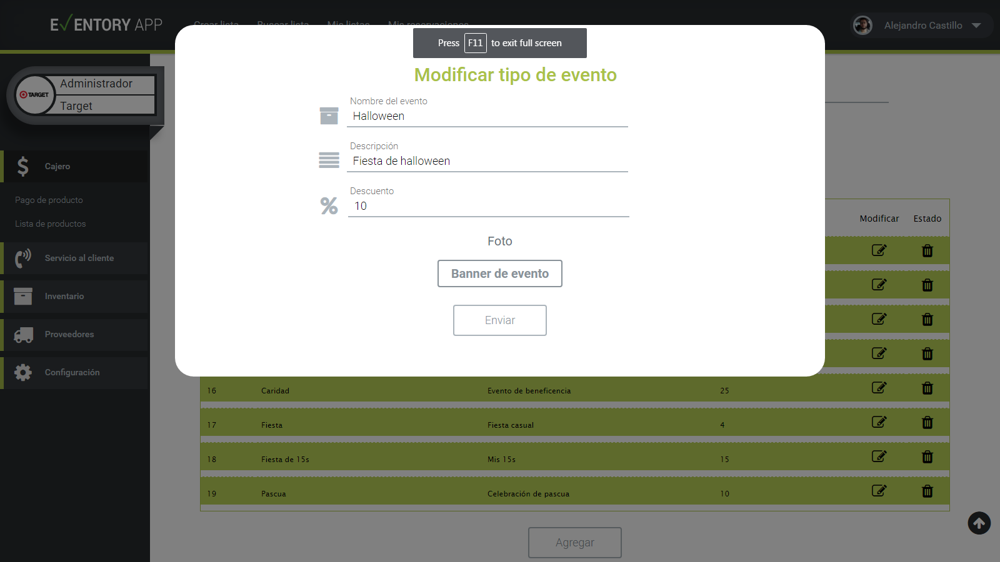 E✓ENTORY APP
Crear lista Buscar lista Mis listas Mis reservaciones
Alejandro Castillo
Press F11 to exit full screen
Administrador
TARGET
Target
Modificar tipo de evento
Nombre del evento
Halloween
Descripción
Fiesta de halloween
Descuento
% 10
Foto
Banner de evento
Enviar
$ Cajero
Pago de producto
Lista de productos
Servicio al cliente
Inventario
Proveedores
Configuración
Modificar Estado
16 Caridad Evento de beneficencia 25
17 Fiesta Fiesta casual 4
18 Fiesta de 15s Mis 15s 15
19 Pascua Celebración de pascua 10
Agregar